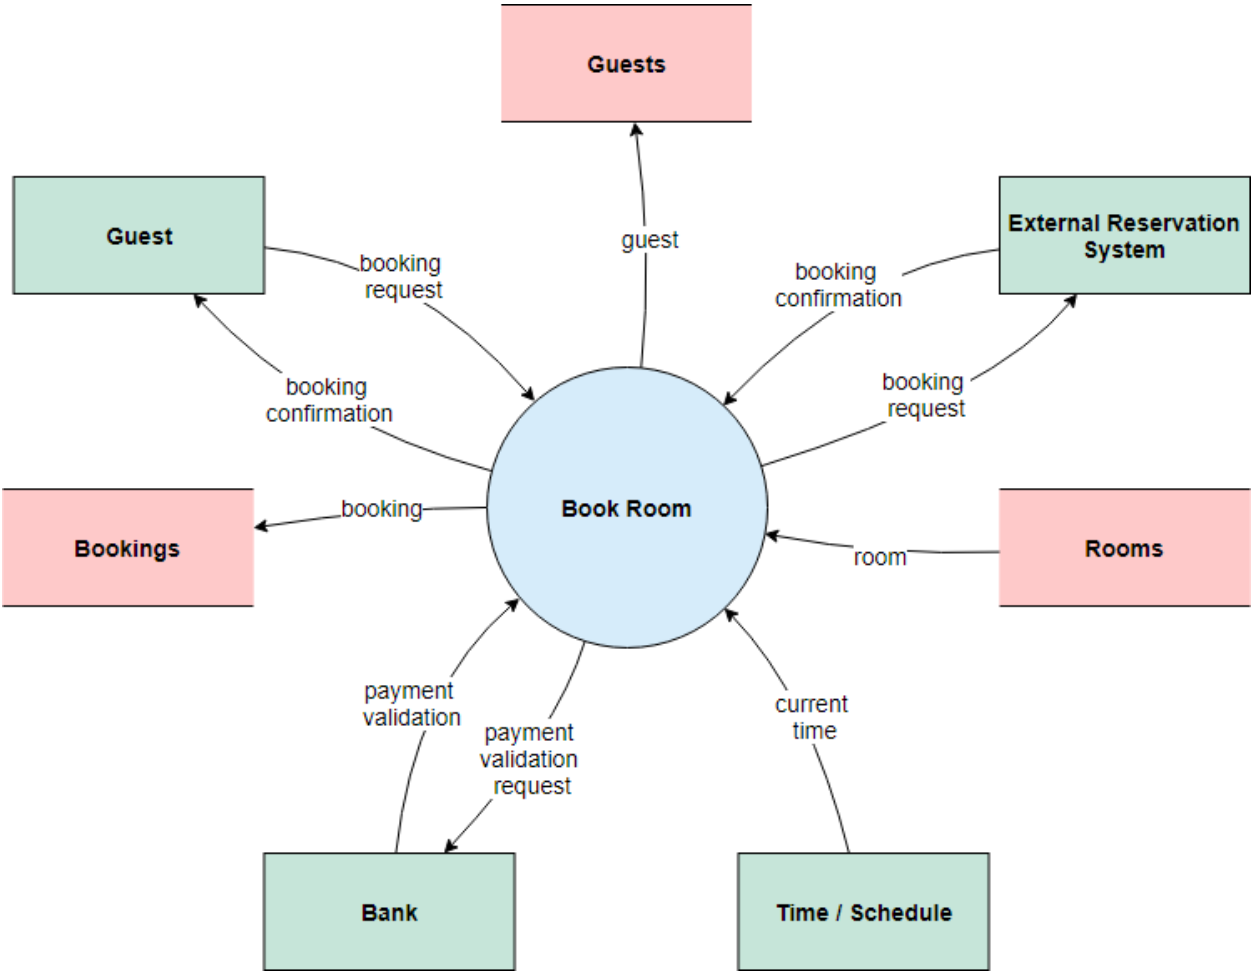 Guests
Guest
External Reservation
System
booking
request
guest
booking
confirmation
booking
confirmation
booking
request
Book Room
booking
Bookings
room
Rooms
payment
validation
payment
validation
request
current
time
Bank
Time / Schedule